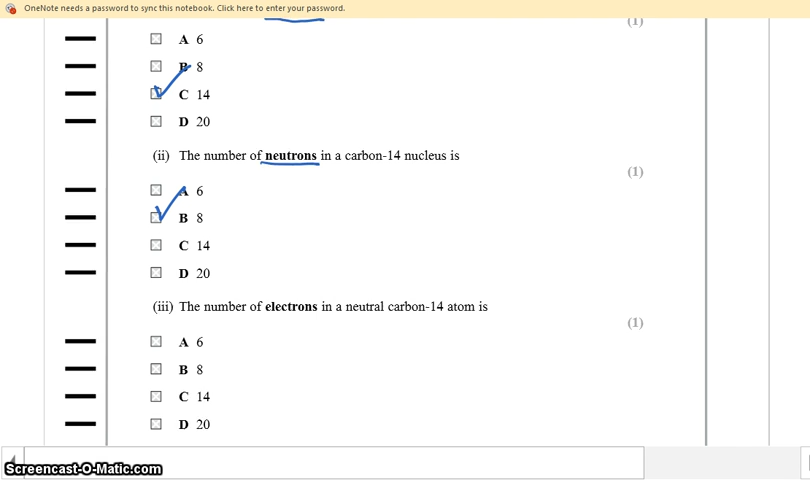 OneNote needs a password to sync this notebook. Click here to enter your password.
(1)
A 6
B 8
C 14
D 20
(ii) The number of neutrons in a carbon-14 nucleus is
(1)
A 6
B 8
C 14
D 20
(iii) The number of electrons in a neutral carbon-14 atom is
(1)
A 6
B 8
C 14
D 20
Screencast-O-Matic.com